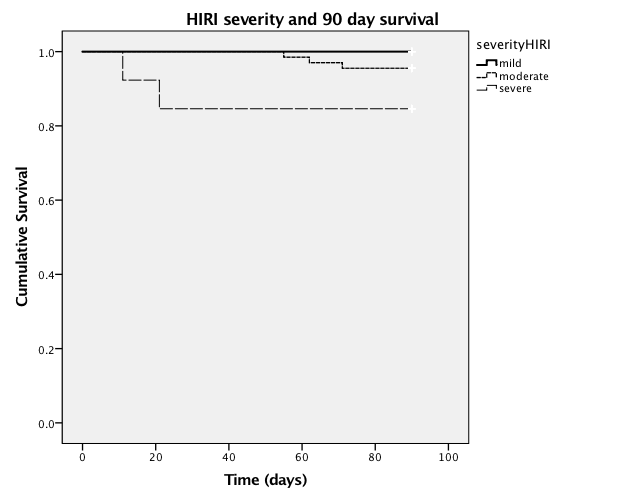 HIRI severity and 90 day survival
severityHIRI
mild
moderate
severe
1.0
0.8
0.6
0.4
0.2
0.0
Cumulative Survival
0 20 40 60 80 100
Time (days)